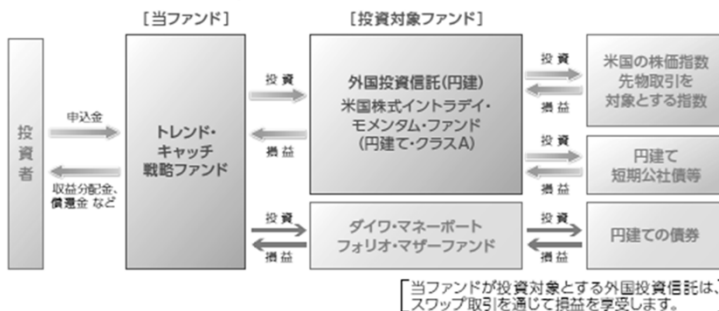 [当ファンド]
[投資対象ファンド]
投資者
申込金
収益分配金、
償還金 など
トレンド・
キャッチ
戦略ファンド
投資
損益
投資
損益
外国投資信託(円建)
米国株式イントラデイ・
モメンタム・ファンド
(円建て・クラスA)
ダイワ・マネーポート
フォリオ・マザーファンド
投資
損益
投資
損益
投資
損益
米国の株価指数
先物取引を
対象とする指数
円建て
短期公社債等
円建ての債券
当ファンドが投資対象とする外国投資信託は、
スワップ取引を通じて損益を享受します。